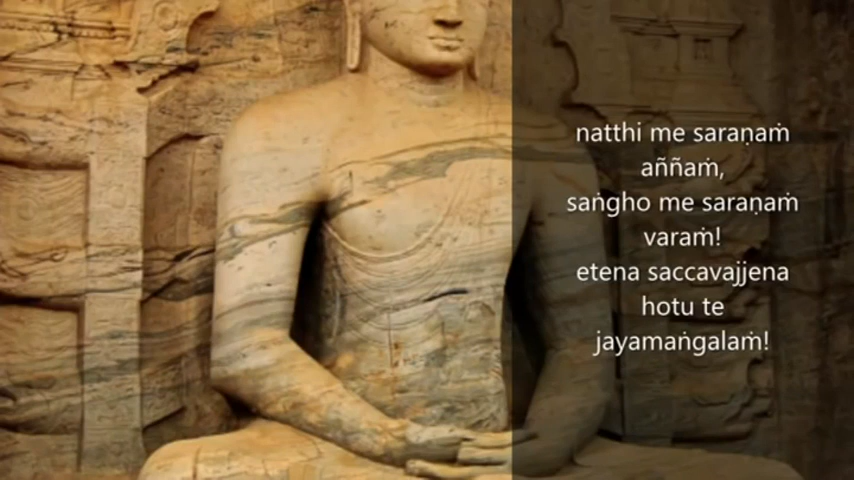 natthi me saraṇaṁ
aññaṁ,
saṅgho me saraṇaṁ
varaṁ!
etena saccavajjena
hotu te
jayamaṅgalaṁ!